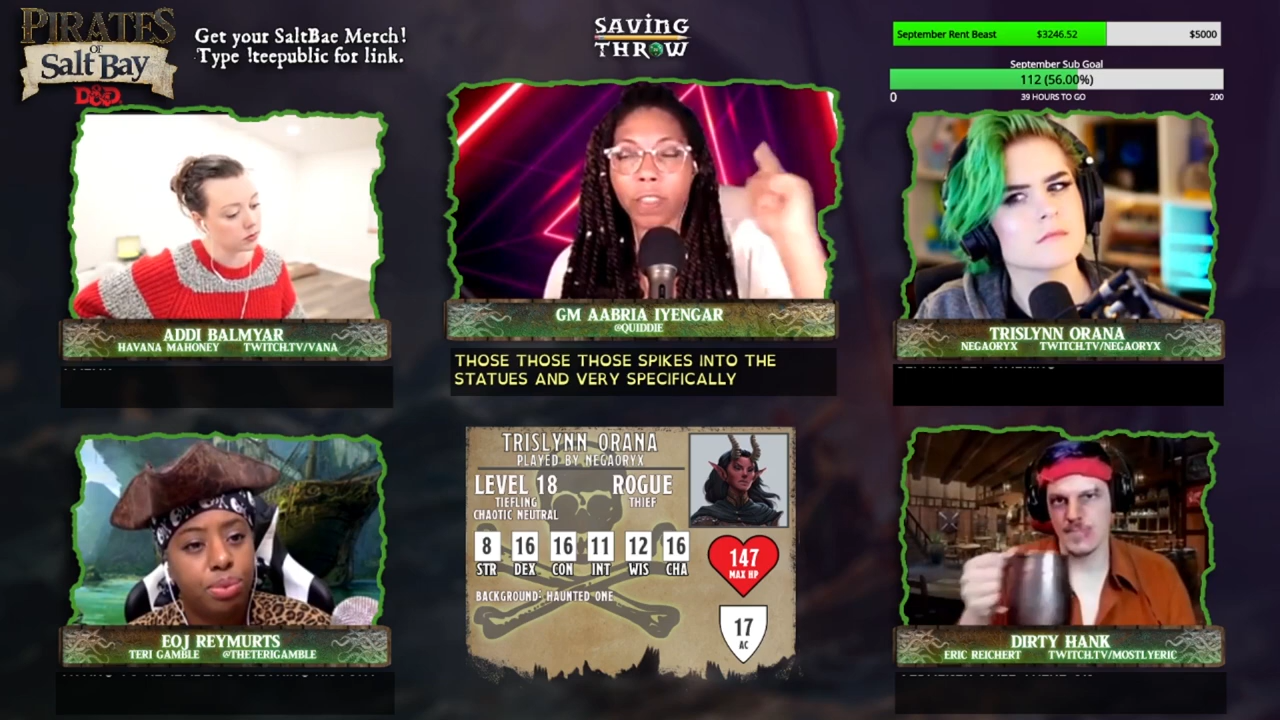 PIRATES
OF
Salt Bay
D&D
Get your SaltBae Merch!
Type !teepublic for link.
SAVING
THROW
September Rent Beast $3246.52 $5000
September Sub Goal
112 (56.00%)
0 39 HOURS TO GO 200
ADDI BALMYAR
HAVANA MAHONEY TWITCH.TV/VANA
GM AABRIA IYENGAR
@QUIDDIE
THOSE THOSE THOSE SPIKES INTO THE
STATUES AND VERY SPECIFICALLY
TRISLYNN ORANA
NEGAORYX TWITCH.TV/NEGAORYX
EOJ REYMURTS
TERI GAMBLE @THETERIGAMBLE
TRISLYNN ORANA
PLAYED BY NEGAORYX
LEVEL 18 ROGUE
TIEFLING THIEF
CHAOTIC NEUTRAL
8 16 16 11 12 16
STR DEX CON INT WIS CHA
BACKGROUND: HAUNTED ONE
147
MAX HP
17
AC
DIRTY HANK
ERIC REICHERT TWITCH.TV/MOSTLYERIC